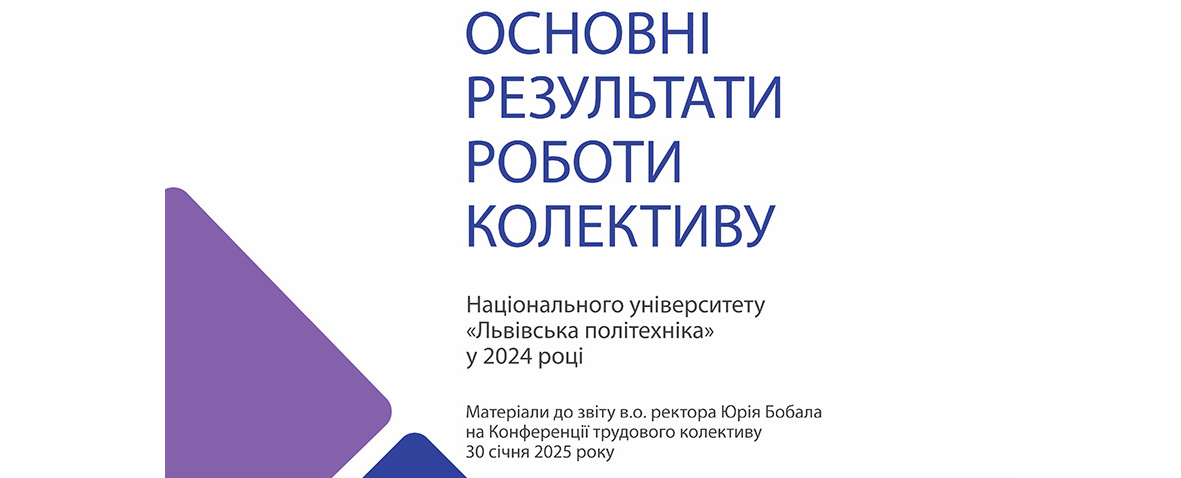 ОСНОВНІ
РЕЗУЛЬТАТИ
РОБОТИ
КОЛЕКТИВУ
Національного університету
«Львівська політехніка»
у 2024 році
Матеріали до звіту в.о. ректора Юрія Бобала
на Конференції трудового колективу
30 січня 2025 року